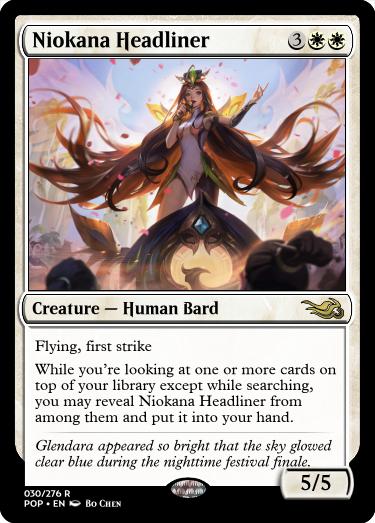 Niokana Headliner 3
Creature — Human Bard
Flying, first strike
While you're looking at one or more cards on
top of your library except while searching,
you may reveal Niokana Headliner from
among them and put it into your hand.
Glendara appeared so bright that the sky glowed
clear blue during the nighttime festival finale.
5/5
030/276 R
POP • EN Bo Chen